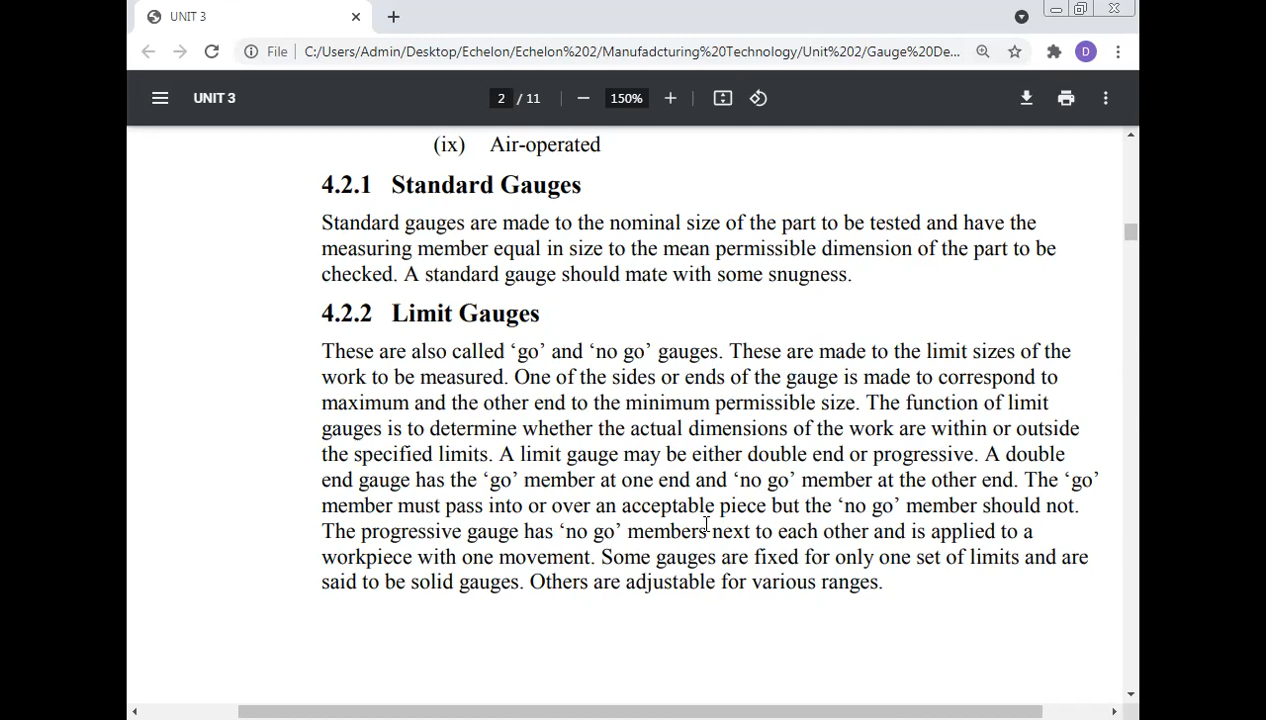 UNIT 3
File
C:/Users/Admin/Desktop/Echelon/Echelon%202/Manufadcturing%20Technology/Unit%202/Gauge%20De...
D
UNIT 3
2 / 11
150%
(ix) Air-operated
4.2.1 Standard Gauges
Standard gauges are made to the nominal size of the part to be tested and have the
measuring member equal in size to the mean permissible dimension of the part to be
checked. A standard gauge should mate with some snugness.
4.2.2 Limit Gauges
These are also called ‘go’ and ‘no go’ gauges. These are made to the limit sizes of the
work to be measured. One of the sides or ends of the gauge is made to correspond to
maximum and the other end to the minimum permissible size. The function of limit
gauges is to determine whether the actual dimensions of the work are within or outside
the specified limits. A limit gauge may be either double end or progressive. A double
end gauge has the ‘go’ member at one end and ‘no go’ member at the other end. The ‘go’
member must pass into or over an acceptable piece but the ‘no go’ member should not.
The progressive gauge has ‘no go’ members next to each other and is applied to a
workpiece with one movement. Some gauges are fixed for only one set of limits and are
said to be solid gauges. Others are adjustable for various ranges.